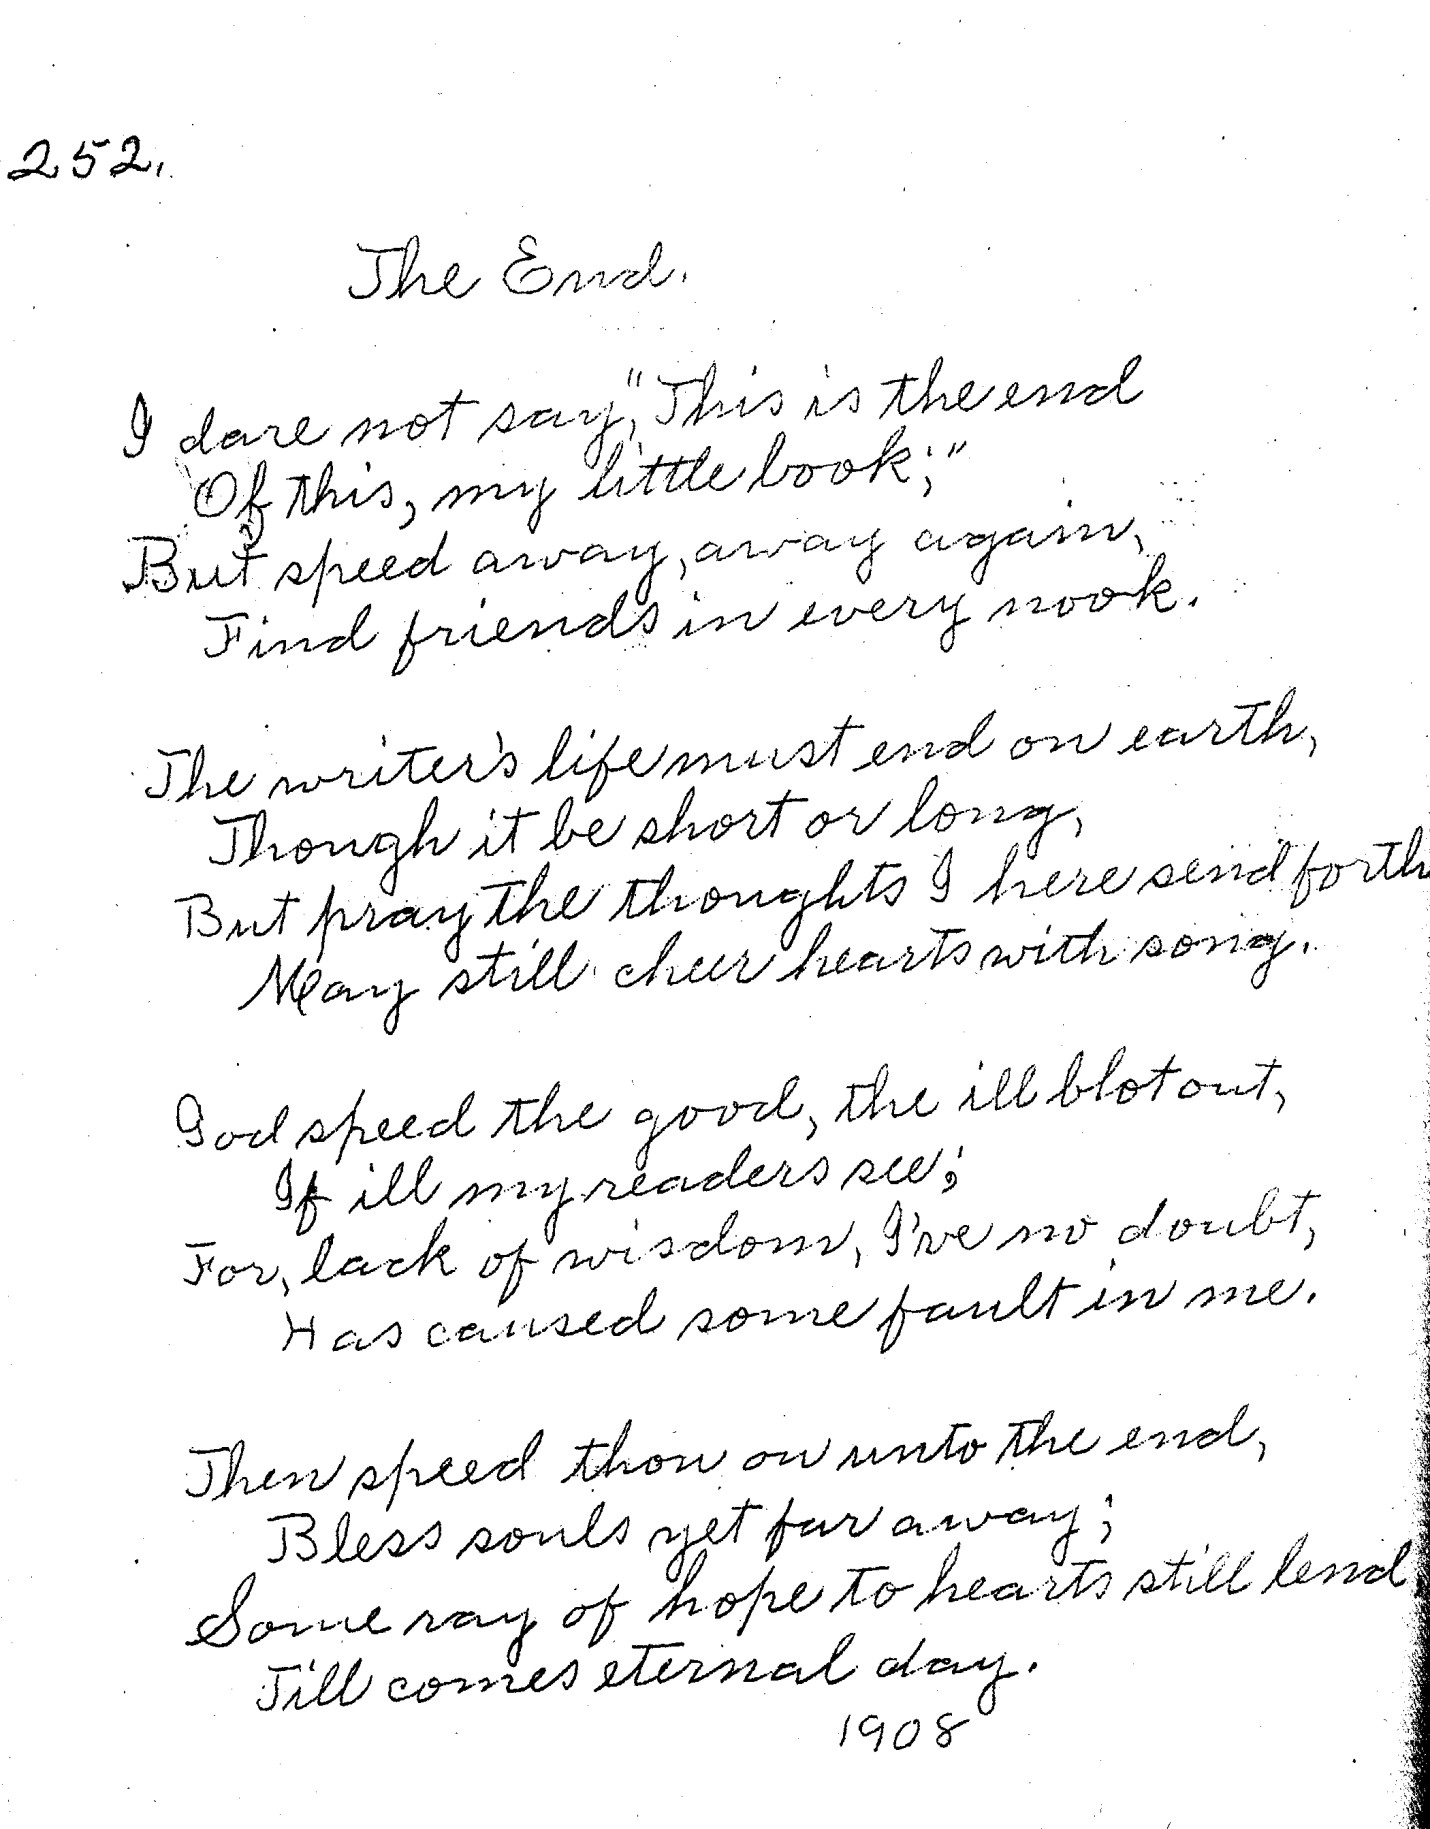 252.
The End.
I dare not say, "This is the end
Of this, my little book;"
But speed away, away again,
Find friends in every nook.
The writer's life must end on earth,
Though it be short or long,
But pray the thoughts I here send forth
May still cheer hearts with song.
God speed the good, the ill blot out,
If ill my readers see;
For, lack of wisdom, I've no doubt,
Has caused some fault in me.
Then speed thou on unto the end,
Bless souls yet far away;
Some ray of hope to hearts still lend,
Till comes eternal day.
1908